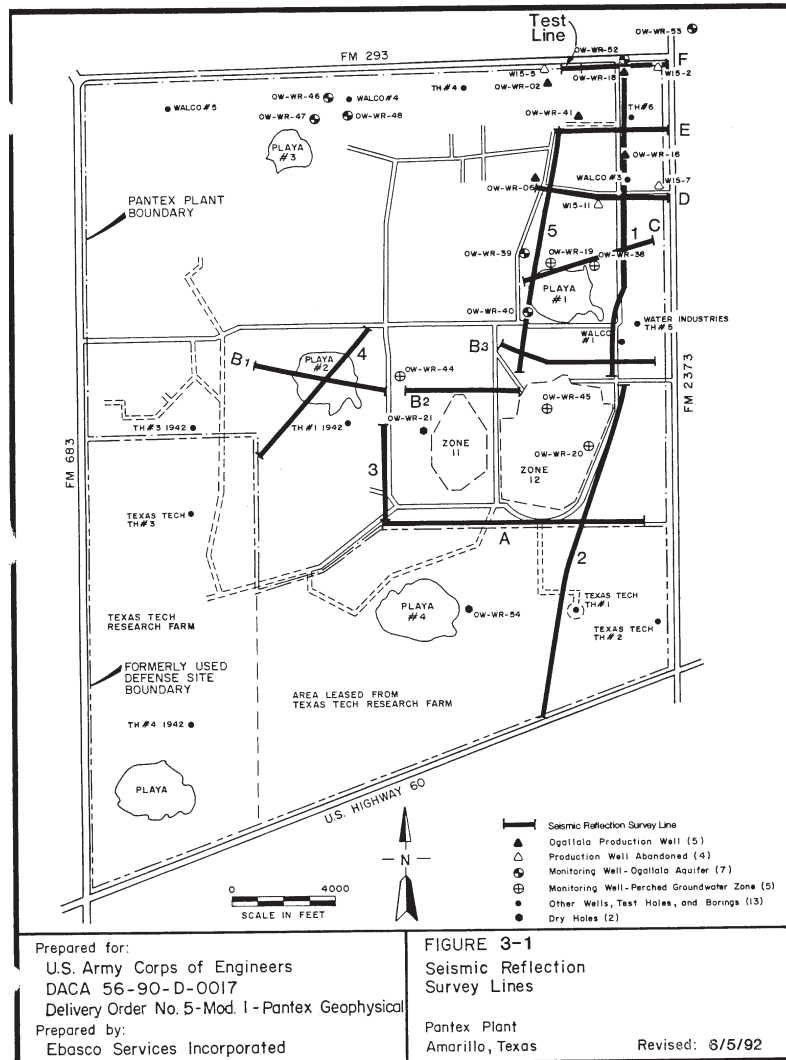 Test
Line
OW-WR-53
OW-WR-52
FM 293
F
W15-5
W15-2
OW-WR-02
OW-WR-18
TH#4
OW-WR-46
WALCO#4
WALCO#5
OW-WR-47
OW-WR-48
OW-WR-41
TH#6
E
PLAYA
#3
OW-WR-16
WALCO#3
W15-7
OW-WR-06
D
PANTEX PLANT
BOUNDARY
W15-11
5
1
C
OW-WR-39
OW-WR-19
OW-WR-38
PLAYA
#1
OW-WR-40
WATER INDUSTRIES
TH#5
WALCO
#1
B1
4
PLAYA
#2
B3
OW-WR-44
B2
FM 2373
OW-WR-45
OW-WR-21
TH#3 1942
TH#1 1942
ZONE
11
OW-WR-20
ZONE
12
FM 683
3
TEXAS TECH
TH#3
A
2
TEXAS TECH
TH#1
PLAYA
#4
OW-WR-54
TEXAS TECH
TH#2
TEXAS TECH
RESEARCH FARM
FORMERLY USED
DEFENSE SITE
BOUNDARY
AREA LEASED FROM
TEXAS TECH RESEARCH FARM
TH#4 1942
PLAYA
U.S. HIGHWAY 60
N
0 4000
SCALE IN FEET
Seismic Reflection Survey Line
Ogallala Production Well (5)
Production Well Abandoned (4)
Monitoring Well-Ogallala Aquifer (7)
Monitoring Well-Perched Groundwater Zone (5)
Other Wells, Test Holes, and Borings (13)
Dry Holes (2)
Prepared for:
U.S. Army Corps of Engineers
DACA 56-90-D-0017
Delivery Order No. 5-Mod. 1-Pantex Geophysical
Prepared by:
Ebasco Services Incorporated
FIGURE 3-1
Seismic Reflection
Survey Lines
Pantex Plant
Amarillo, Texas
Revised: 6/5/92